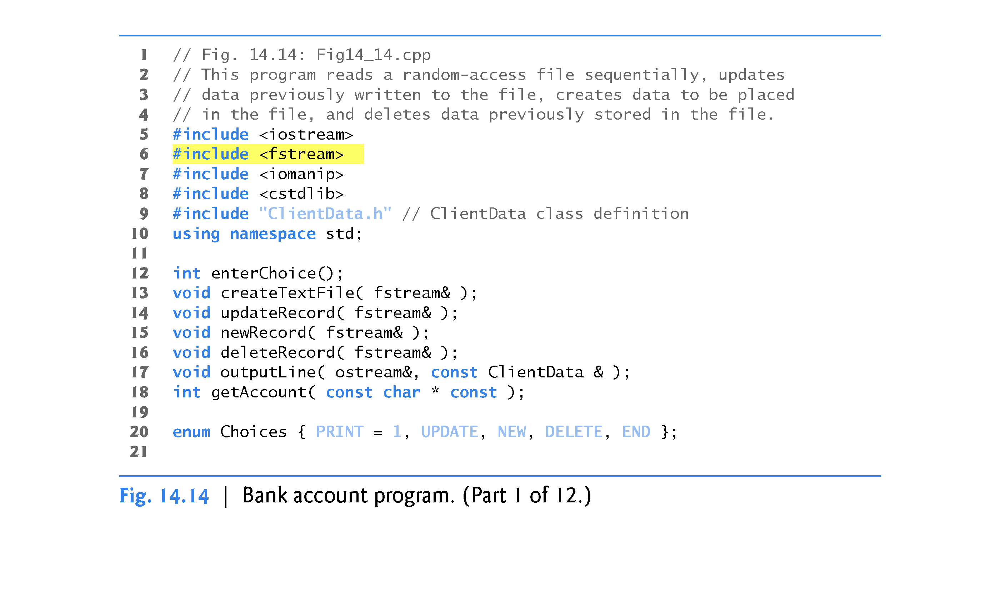 1 // Fig. 14.14: Fig14_14.cpp
2 // This program reads a random-access file sequentially, updates
3 // data previously written to the file, creates data to be placed
4 // in the file, and deletes data previously stored in the file.
5 #include <iostream>
6 #include <fstream>
7 #include <iomanip>
8 #include <cstdlib>
9 #include "ClientData.h" // ClientData class definition
10 using namespace std;
11
12 int enterChoice();
13 void createTextFile( fstream& );
14 void updateRecord( fstream& );
15 void newRecord( fstream& );
16 void deleteRecord( fstream& );
17 void outputLine( ostream&, const ClientData & );
18 int getAccount( const char * const );
19
20 enum Choices { PRINT = 1, UPDATE, NEW, DELETE, END };
21
Fig. 14.14 | Bank account program. (Part 1 of 12.)